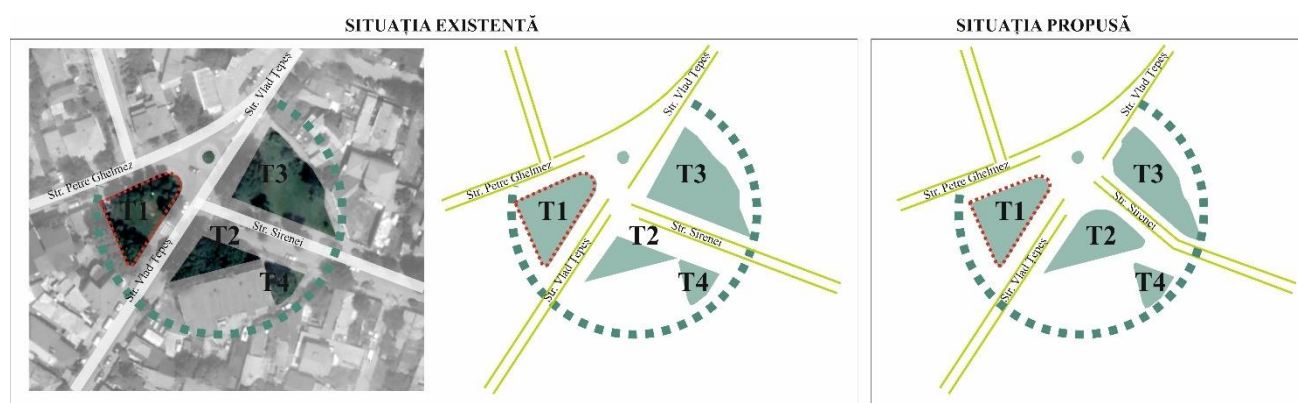 SITUAȚIA EXISTENTĂ
SITUAȚIA PROPUSĂ
Str. Vlad Țepeș
Str. Petre Ghelmez
T1
T2
T3
T4
Str. Sirenei
Str. Vlad Țepeș
Str. Vlad Țepeș
Str. Petre Ghelmez
T1
T2
T3
T4
Str. Sirenei
Str. Vlad Țepeș
Str. Vlad Țepeș
Str. Petre Ghelmez
T1
T2
T3
T4
Str. Sirenei
Str. Vlad Țepeș